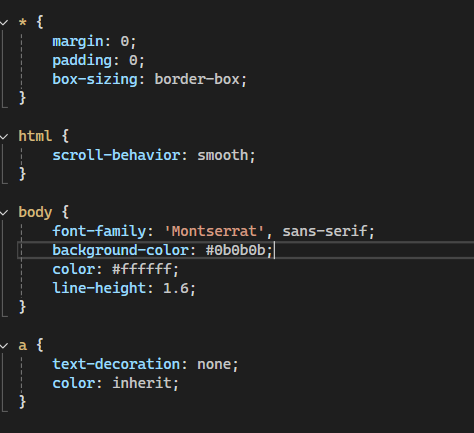 * {
    margin: 0;
    padding: 0;
    box-sizing: border-box;
}
html {
    scroll-behavior: smooth;
}
body {
    font-family: 'Montserrat', sans-serif;
    background-color: #0b0b0b;
    color: #ffffff;
    line-height: 1.6;
}
a {
    text-decoration: none;
    color: inherit;
}